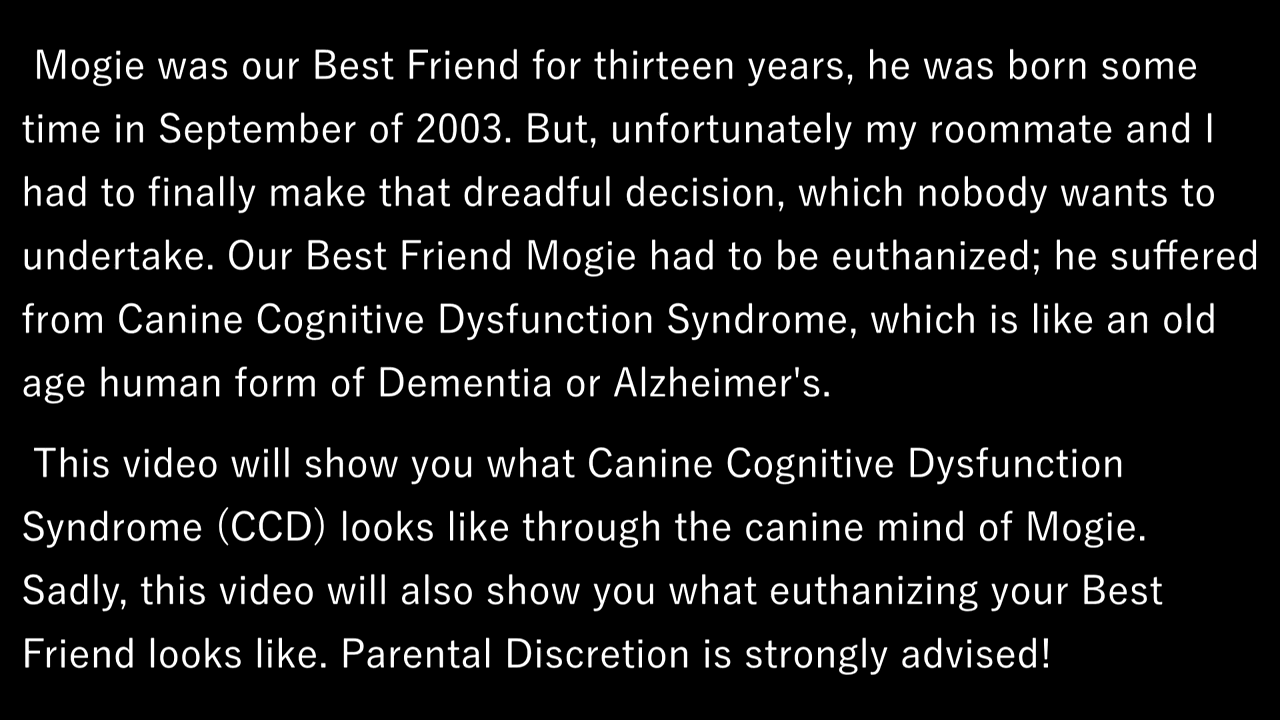 Mogie was our Best Friend for thirteen years, he was born some
time in September of 2003. But, unfortunately my roommate and I
had to finally make that dreadful decision, which nobody wants to
undertake. Our Best Friend Mogie had to be euthanized; he suffered
from Canine Cognitive Dysfunction Syndrome, which is like an old
age human form of Dementia or Alzheimer's.
This video will show you what Canine Cognitive Dysfunction
Syndrome (CCD) looks like through the canine mind of Mogie.
Sadly, this video will also show you what euthanizing your Best
Friend looks like. Parental Discretion is strongly advised!